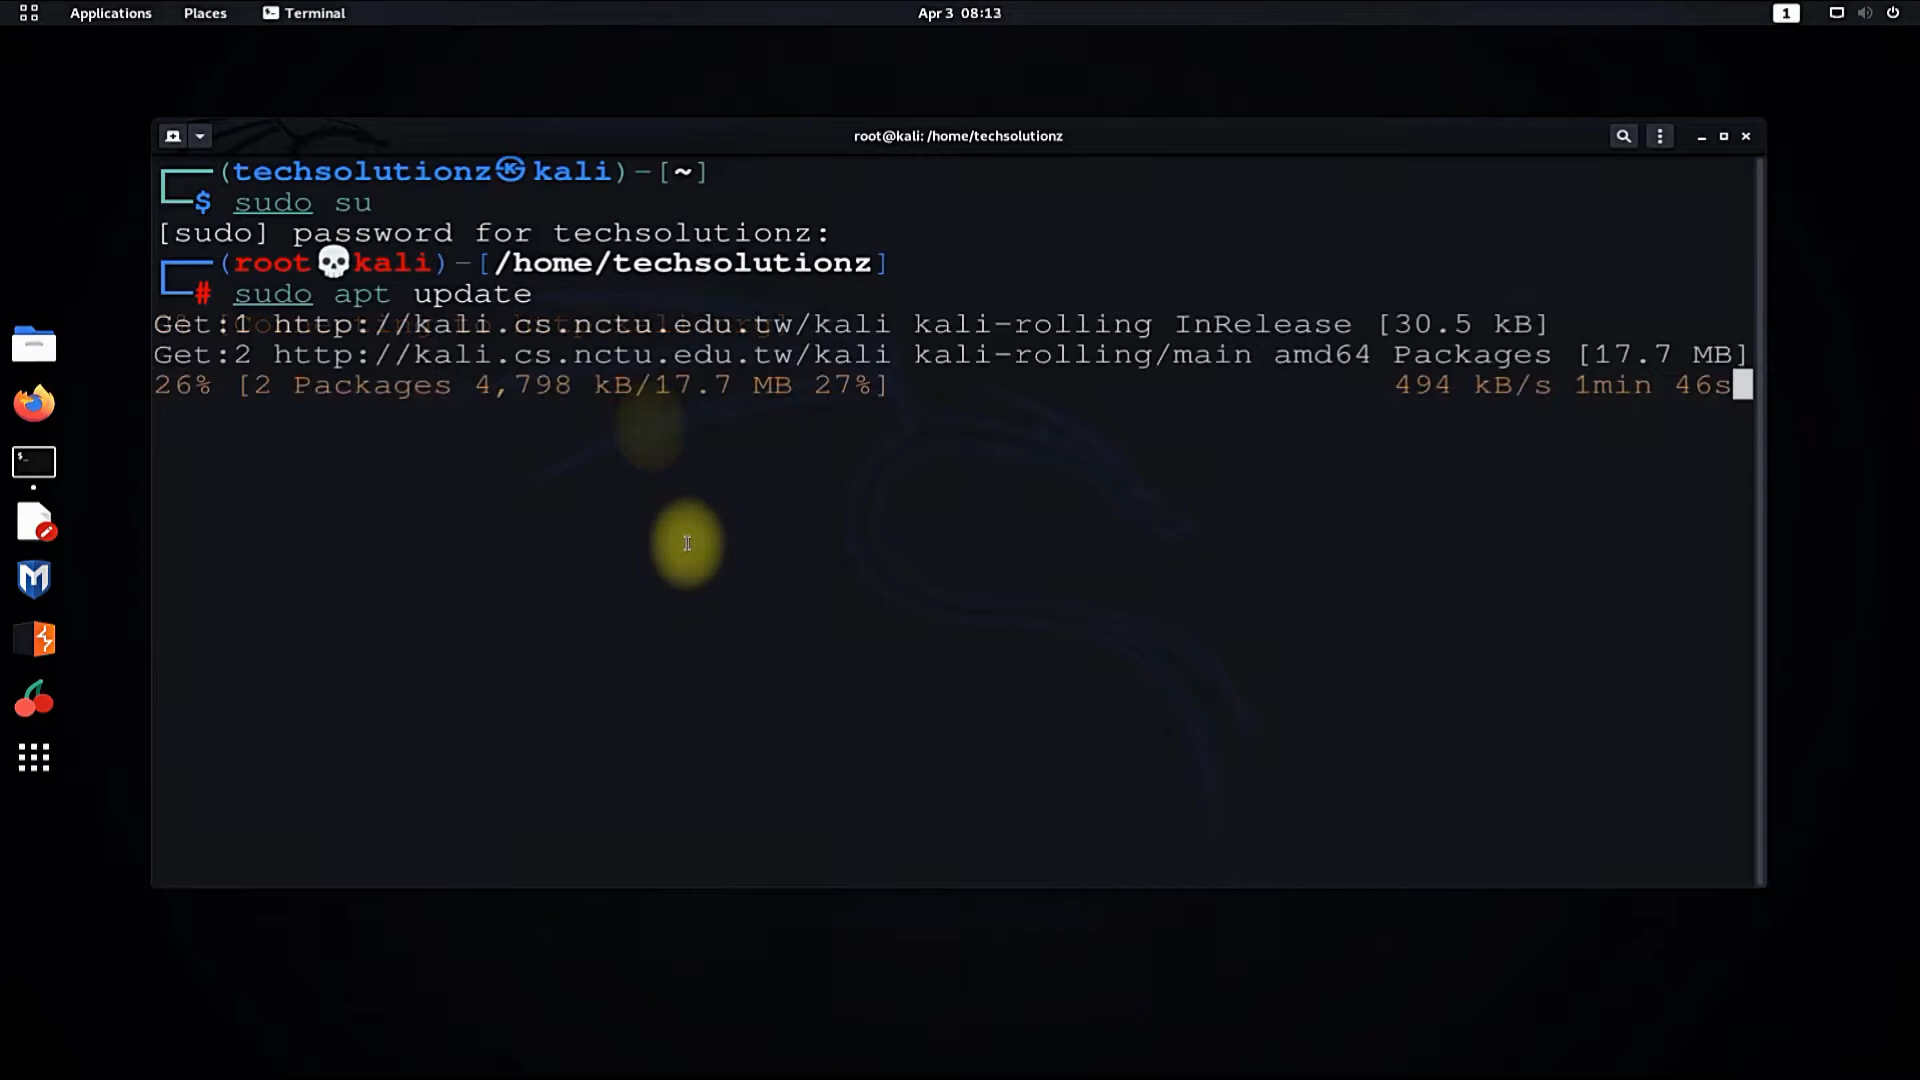 Applications Places Terminal Apr 3 08:13 1
root@kali: /home/techsolutionz
(techsolutionz㉿kali)-[~]
$ sudo su
[sudo] password for techsolutionz:
(root💀kali)-[/home/techsolutionz]
# sudo apt update
Get:1 http://kali.cs.nctu.edu.tw/kali kali-rolling InRelease [30.5 kB]
Get:2 http://kali.cs.nctu.edu.tw/kali kali-rolling/main amd64 Packages [17.7 MB]
26% [2 Packages 4,798 kB/17.7 MB 27%] 494 kB/s 1min 46s